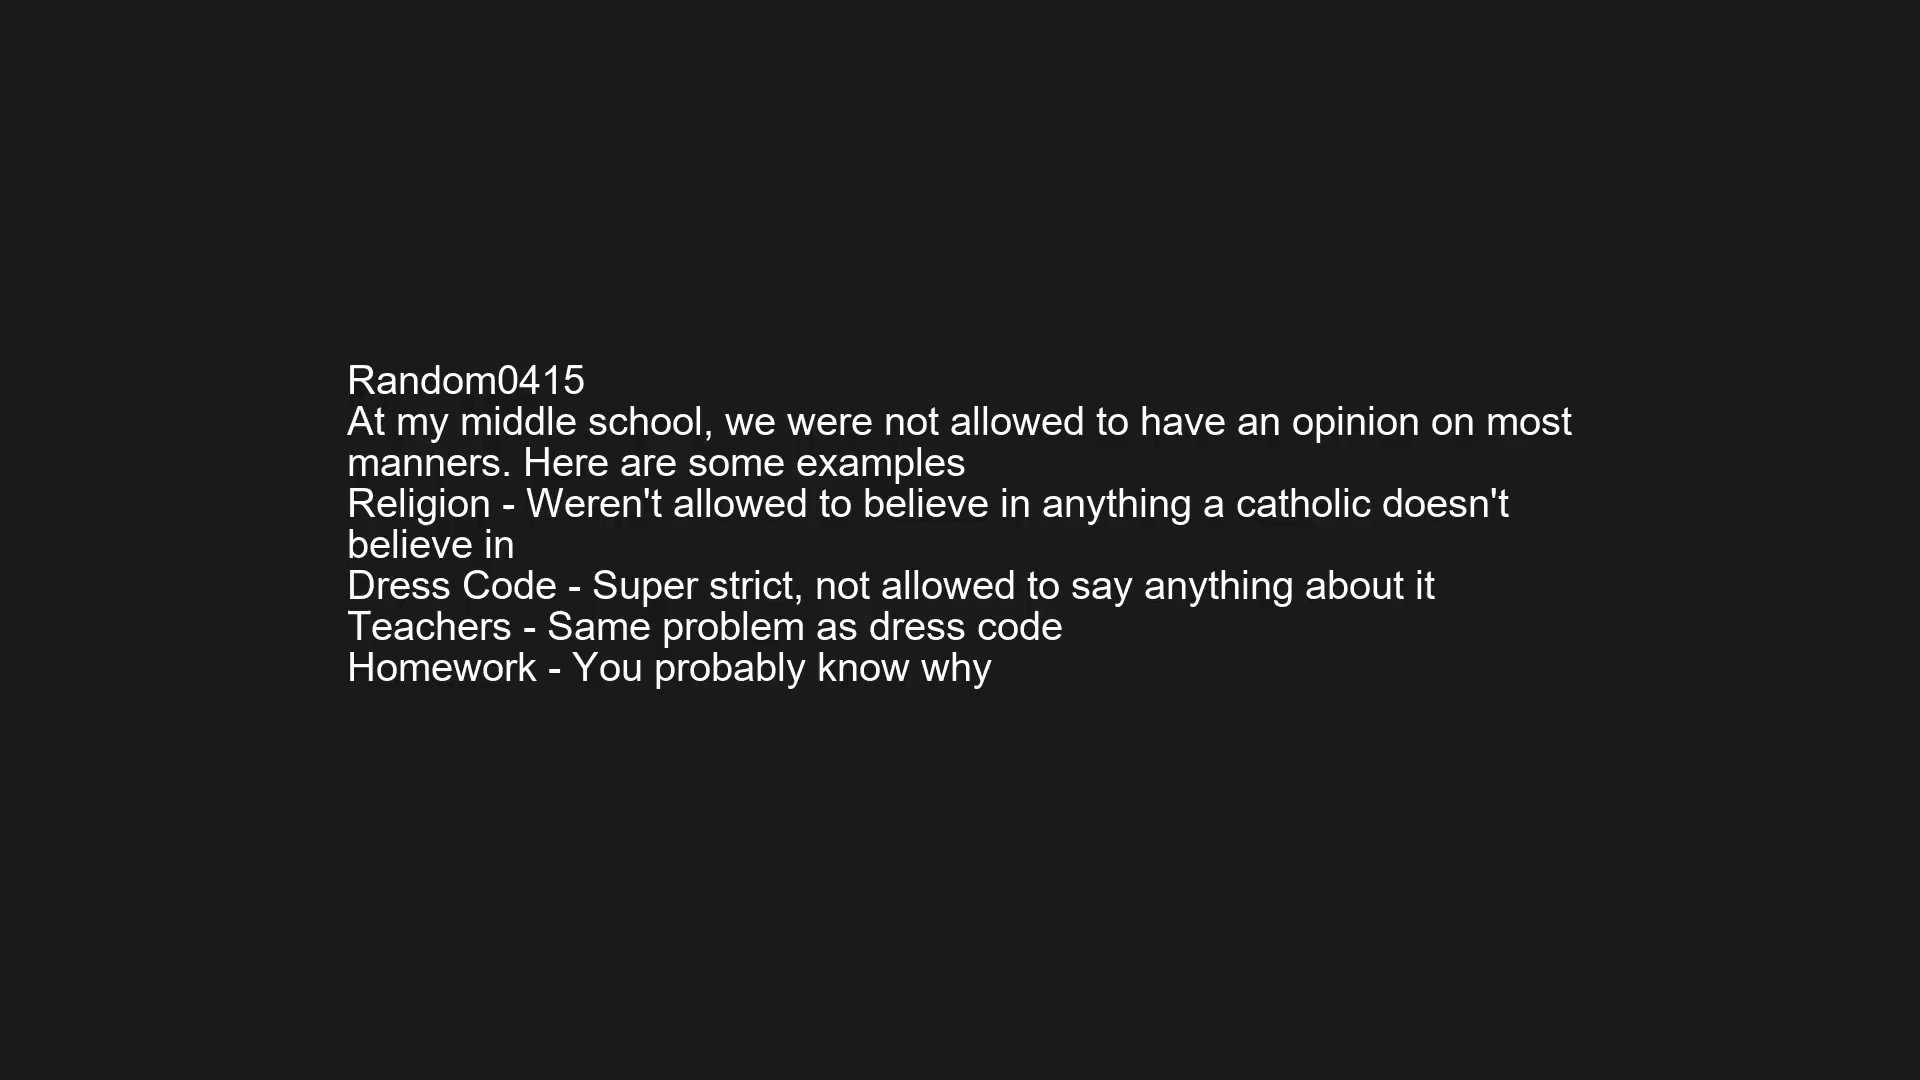 Random0415
At my middle school, we were not allowed to have an opinion on most
manners. Here are some examples
Religion - Weren't allowed to believe in anything a catholic doesn't
believe in
Dress Code - Super strict, not allowed to say anything about it
Teachers - Same problem as dress code
Homework - You probably know why